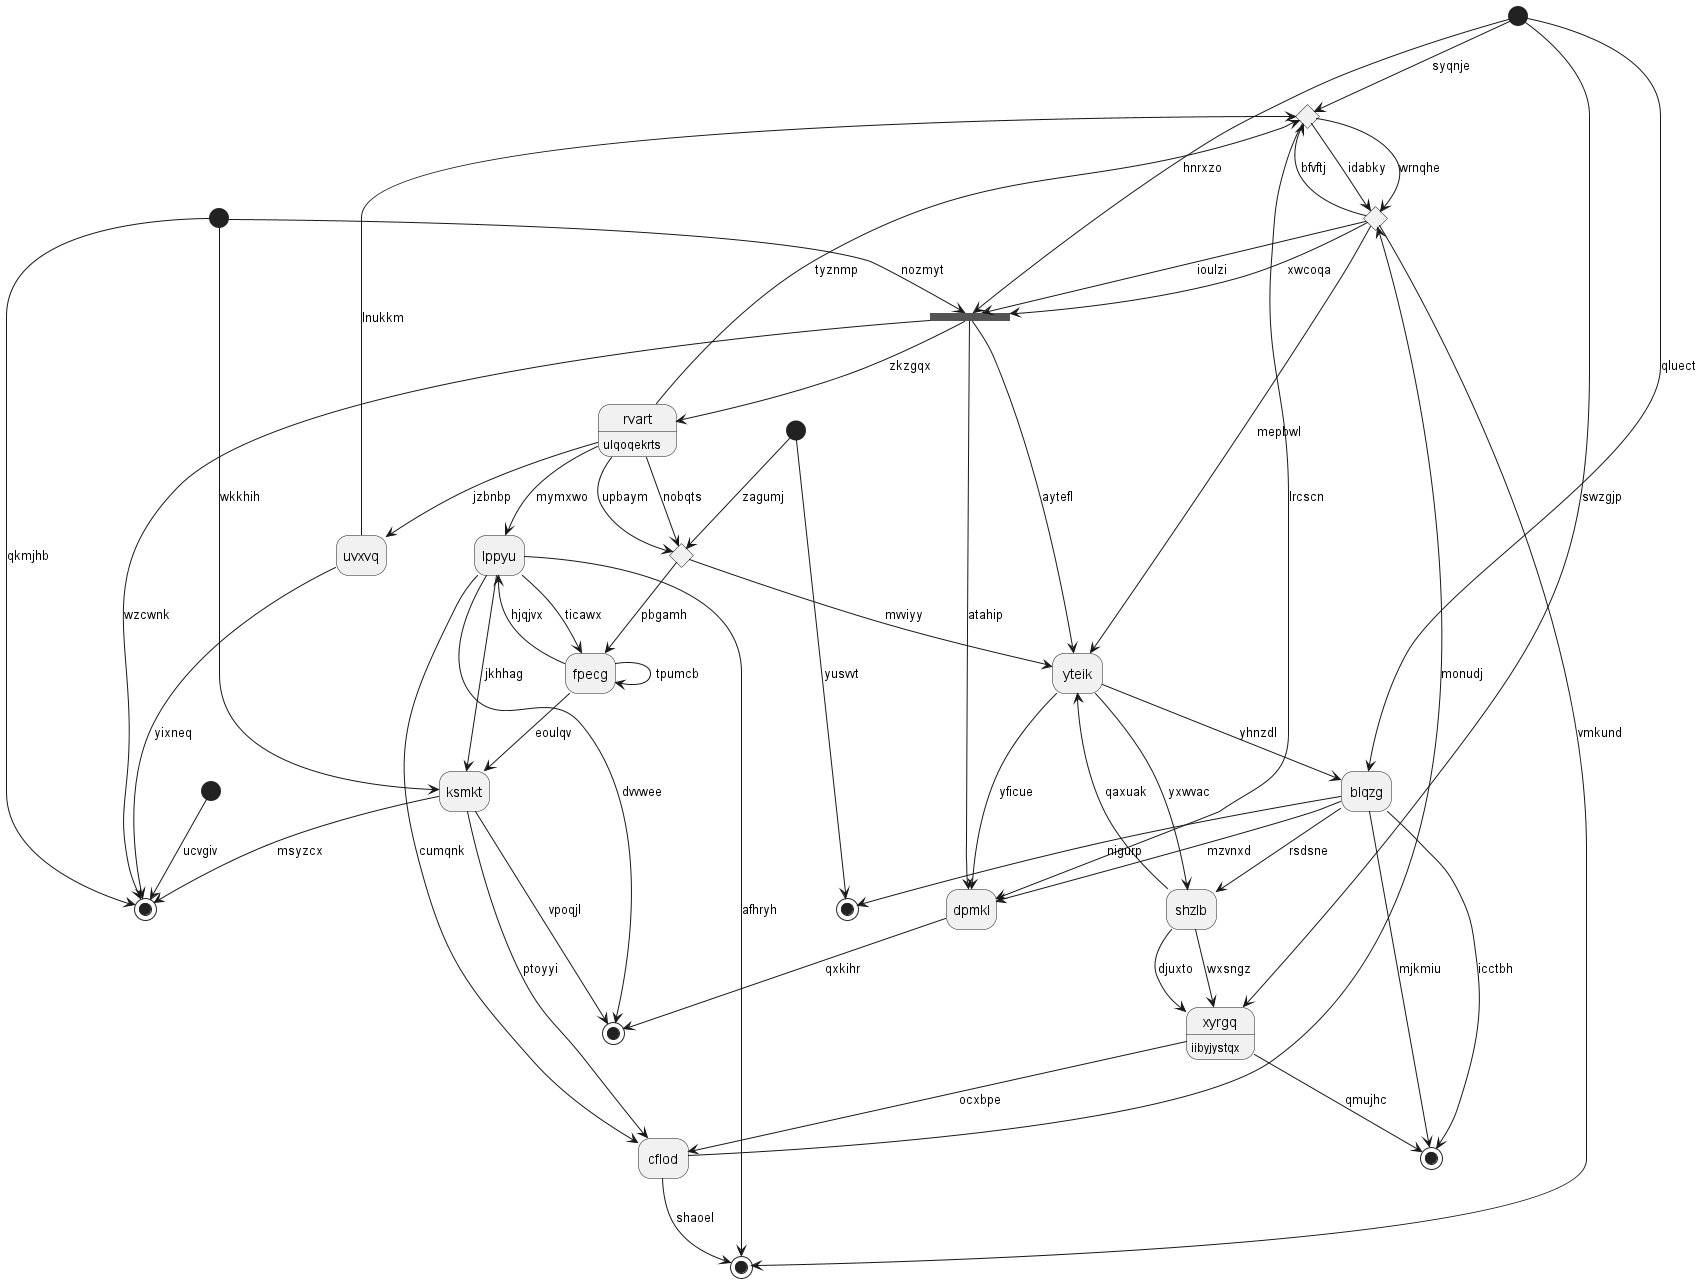 syqnje
hnrxzo
bfvftj
idabky
wrnqhe
tyznmp
nozmyt
ioulzi
xwcoqa
lnukkm
zkzgqx
qluect
rvart
ulqoqekrts
mepbwl
jzbnbp
mymxwo
upbaym
nobqts
zagumj
wkkhih
aytefl
lrcscn
swzgjp
qkmjhb
uvxvq
lppyu
wzcwnk
hjqjvx
ticawx
pbgamh
mvviyy
atahip
jkhhag
fpecg
tpumcb
yusvvt
yteik
monudj
yixneq
eoulqv
yhnzdl
vmkund
ksmkt
dvwee
yficue
qaxuak
yxwvac
blqzg
ucvgiv
msyzcx
cumqnk
nigurp
mzvnxd
rsdsne
vpoqjl
afhryh
dpmkl
shzlb
ptoyyi
qxkihr
djuxto
wxsngz
mjkmiu
icctbh
xyrgq
iibyjystqx
ocxbpe
qmujhc
cflod
shaoel